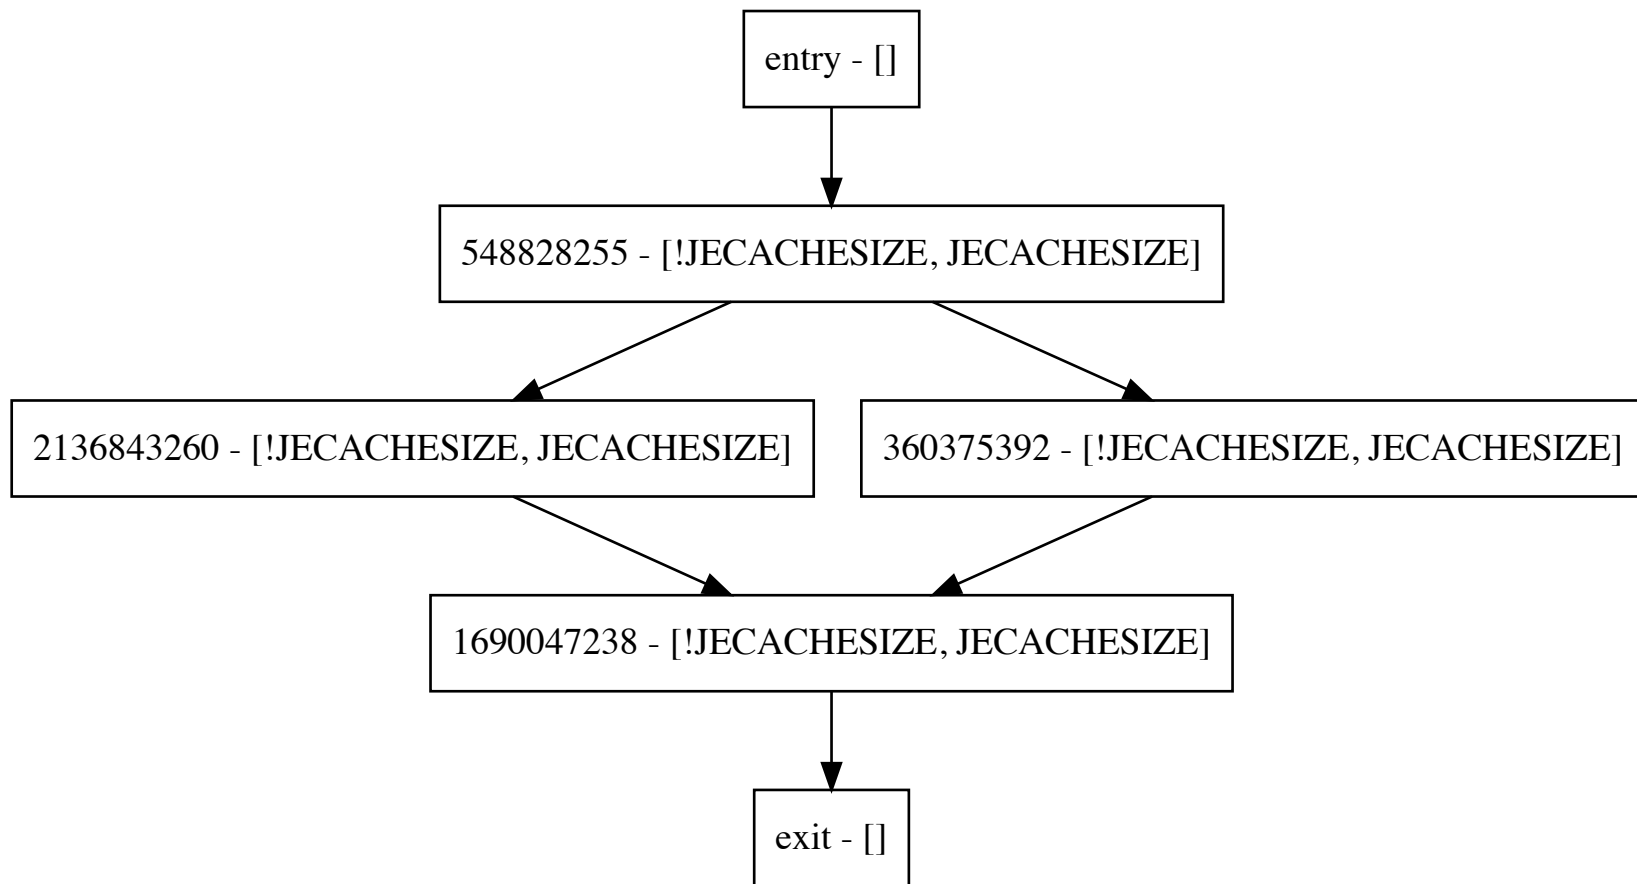 entry - []
548828255 - [!JECACHESIZE, JECACHESIZE]
2136843260 - [!JECACHESIZE, JECACHESIZE]
360375392 - [!JECACHESIZE, JECACHESIZE]
1690047238 - [!JECACHESIZE, JECACHESIZE]
exit - []